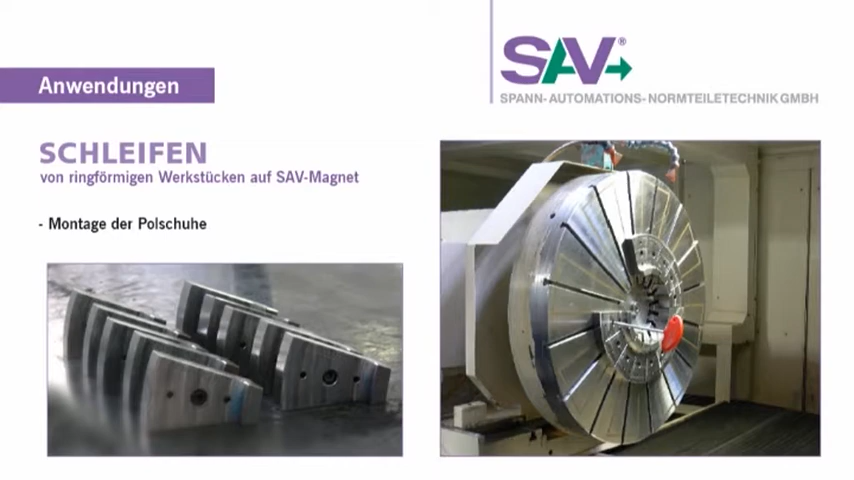 Anwendungen
SAV®
SPANN- AUTOMATIONS- NORMTEILETECHNIK GMBH
SCHLEIFEN
von ringförmigen Werkstücken auf SAV-Magnet
- Montage der Polschuhe